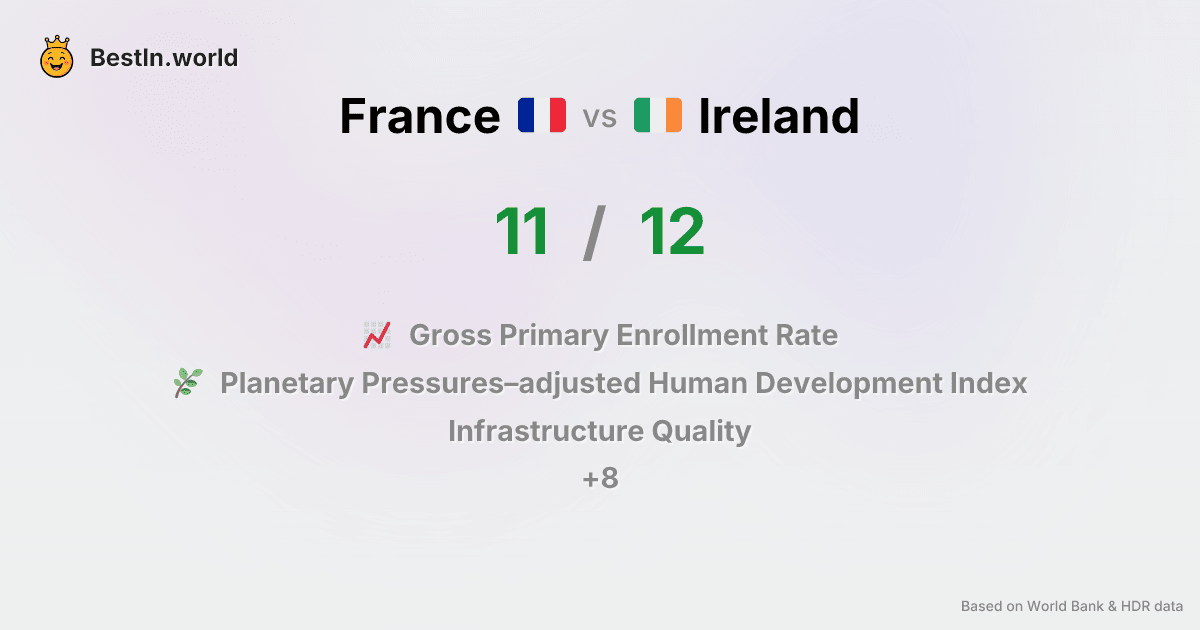 BestIn.world
France vs Ireland
11 / 12
Gross Primary Enrollment Rate
Planetary Pressures–adjusted Human Development Index
Infrastructure Quality
+8
Based on World Bank & HDR data